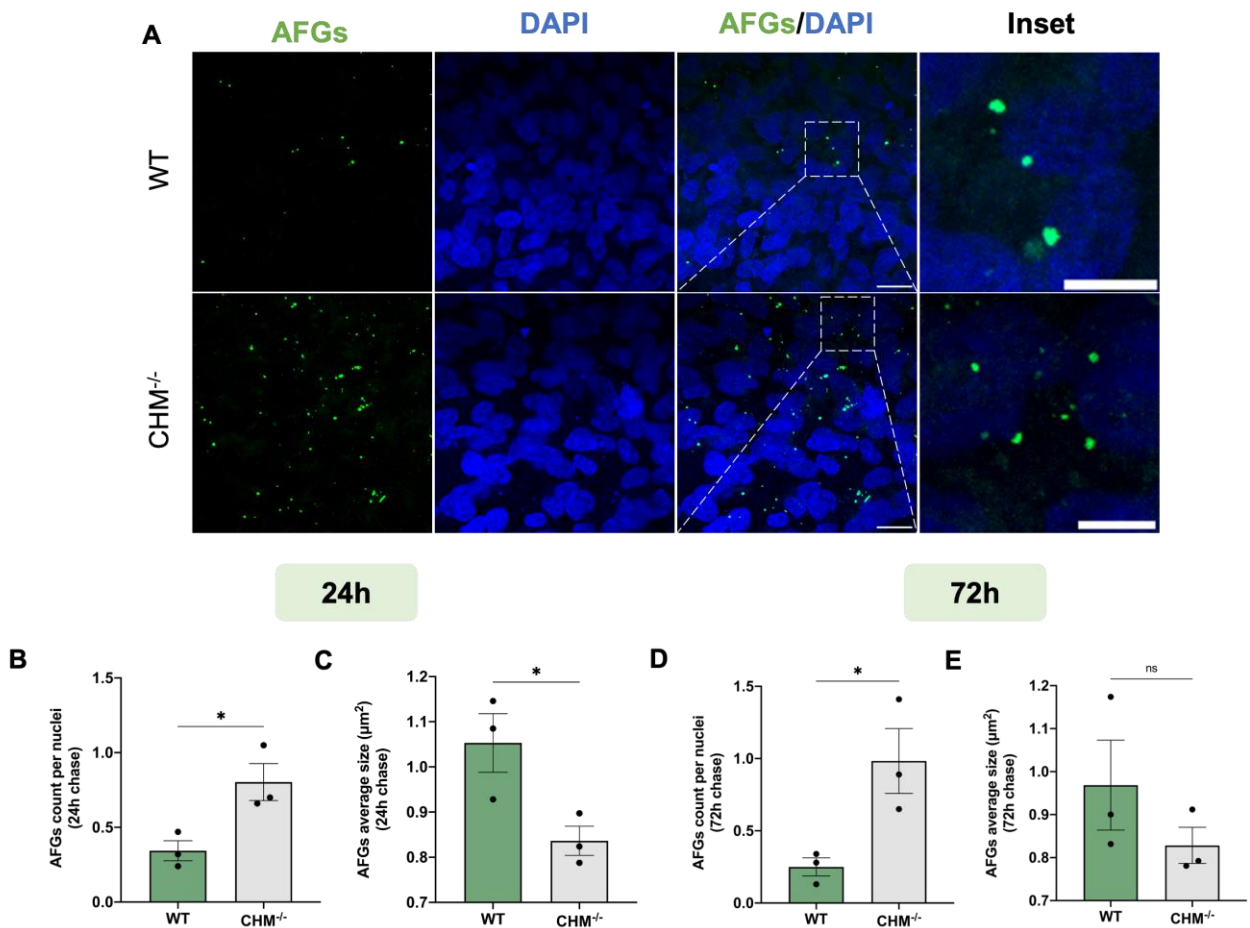 A
AFGs
DAPI
AFGs/DAPI
Inset
WT
CHM⁻/⁻
24h
72h
B
AFGs count per nuclei
(24h chase)
1.5
1.0
0.5
0.0
*
WT
CHM⁻/⁻
C
AFGs average size (µm²)
(24h chase)
1.2
1.1
1.0
0.9
0.8
0.7
*
WT
CHM⁻/⁻
D
AFGs count per nuclei
(72h chase)
1.5
1.0
0.5
0.0
*
WT
CHM⁻/⁻
E
AFGs average size (µm²)
(72h chase)
1.2
1.1
1.0
0.9
0.8
0.7
ns
WT
CHM⁻/⁻